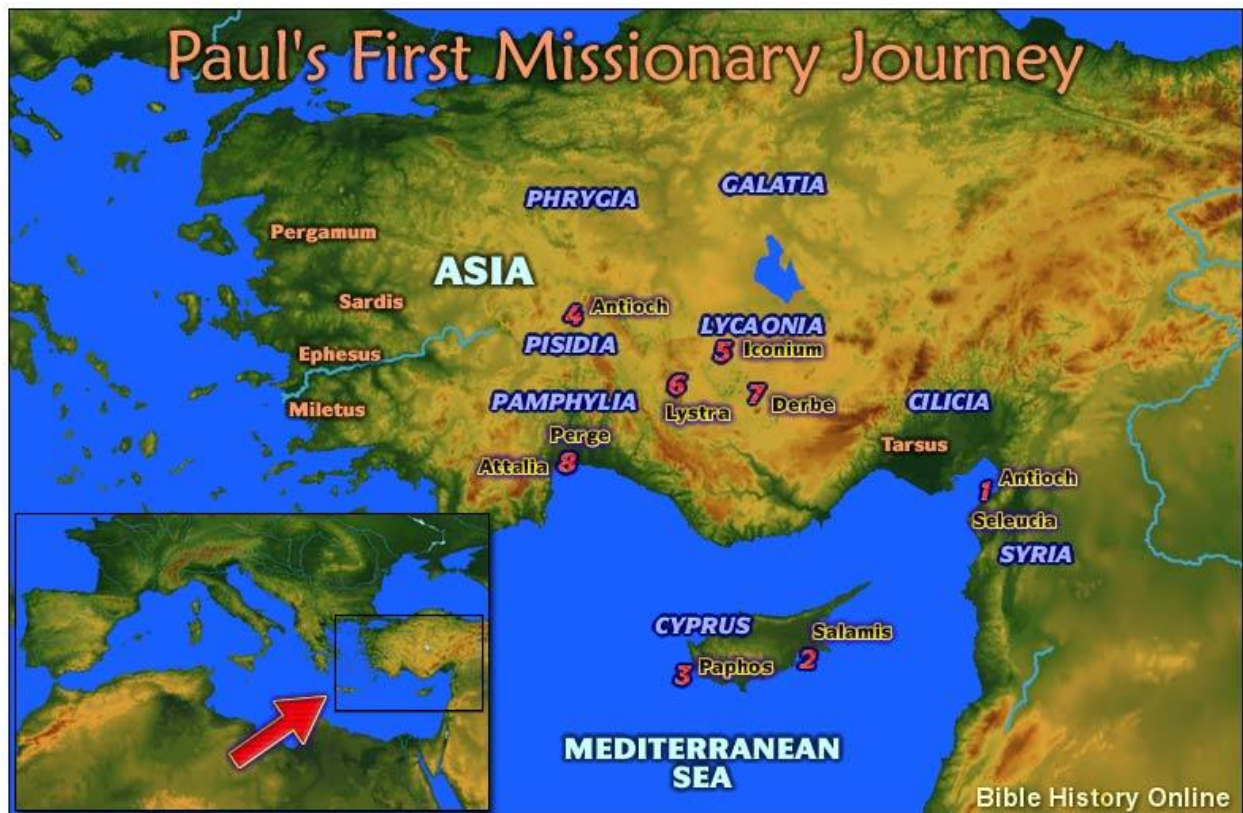 Paul's First Missionary Journey
PHRYGIA
GALATIA
Pergamum
ASIA
Sardis
4 Antioch
LYCAONIA
PISIDIA
5 Iconium
Ephesus
6
Lystra
7 Derbe
Miletus
PAMPHYLIA
CILICIA
Perge
Tarsus
Attalia 8
1 Antioch
Seleucia
SYRIA
CYPRUS
Salamis
2
3 Paphos
MEDITERRANEAN
SEA
Bible History Online